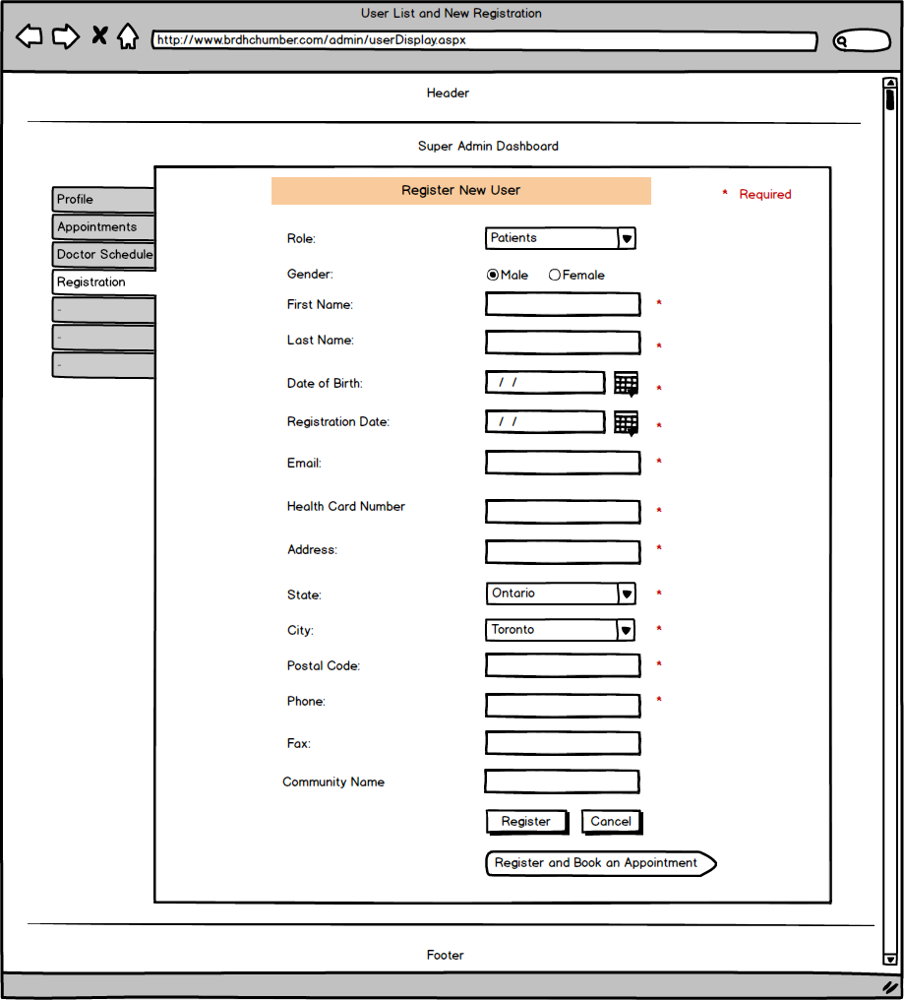 User List and New Registration
http://www.brdhchumber.com/admin/userDisplay.aspx
Header
Super Admin Dashboard
Profile
Appointments
Doctor Schedule
Registration
-
-
-
Register New User
* Required
Role: Patients
Gender: Male Female
First Name: *
Last Name: *
Date of Birth: / / *
Registration Date: / / *
Email: *
Health Card Number *
Address: *
State: Ontario *
City: Toronto *
Postal Code: *
Phone: *
Fax:
Community Name
Register Cancel
Register and Book an Appointment
Footer